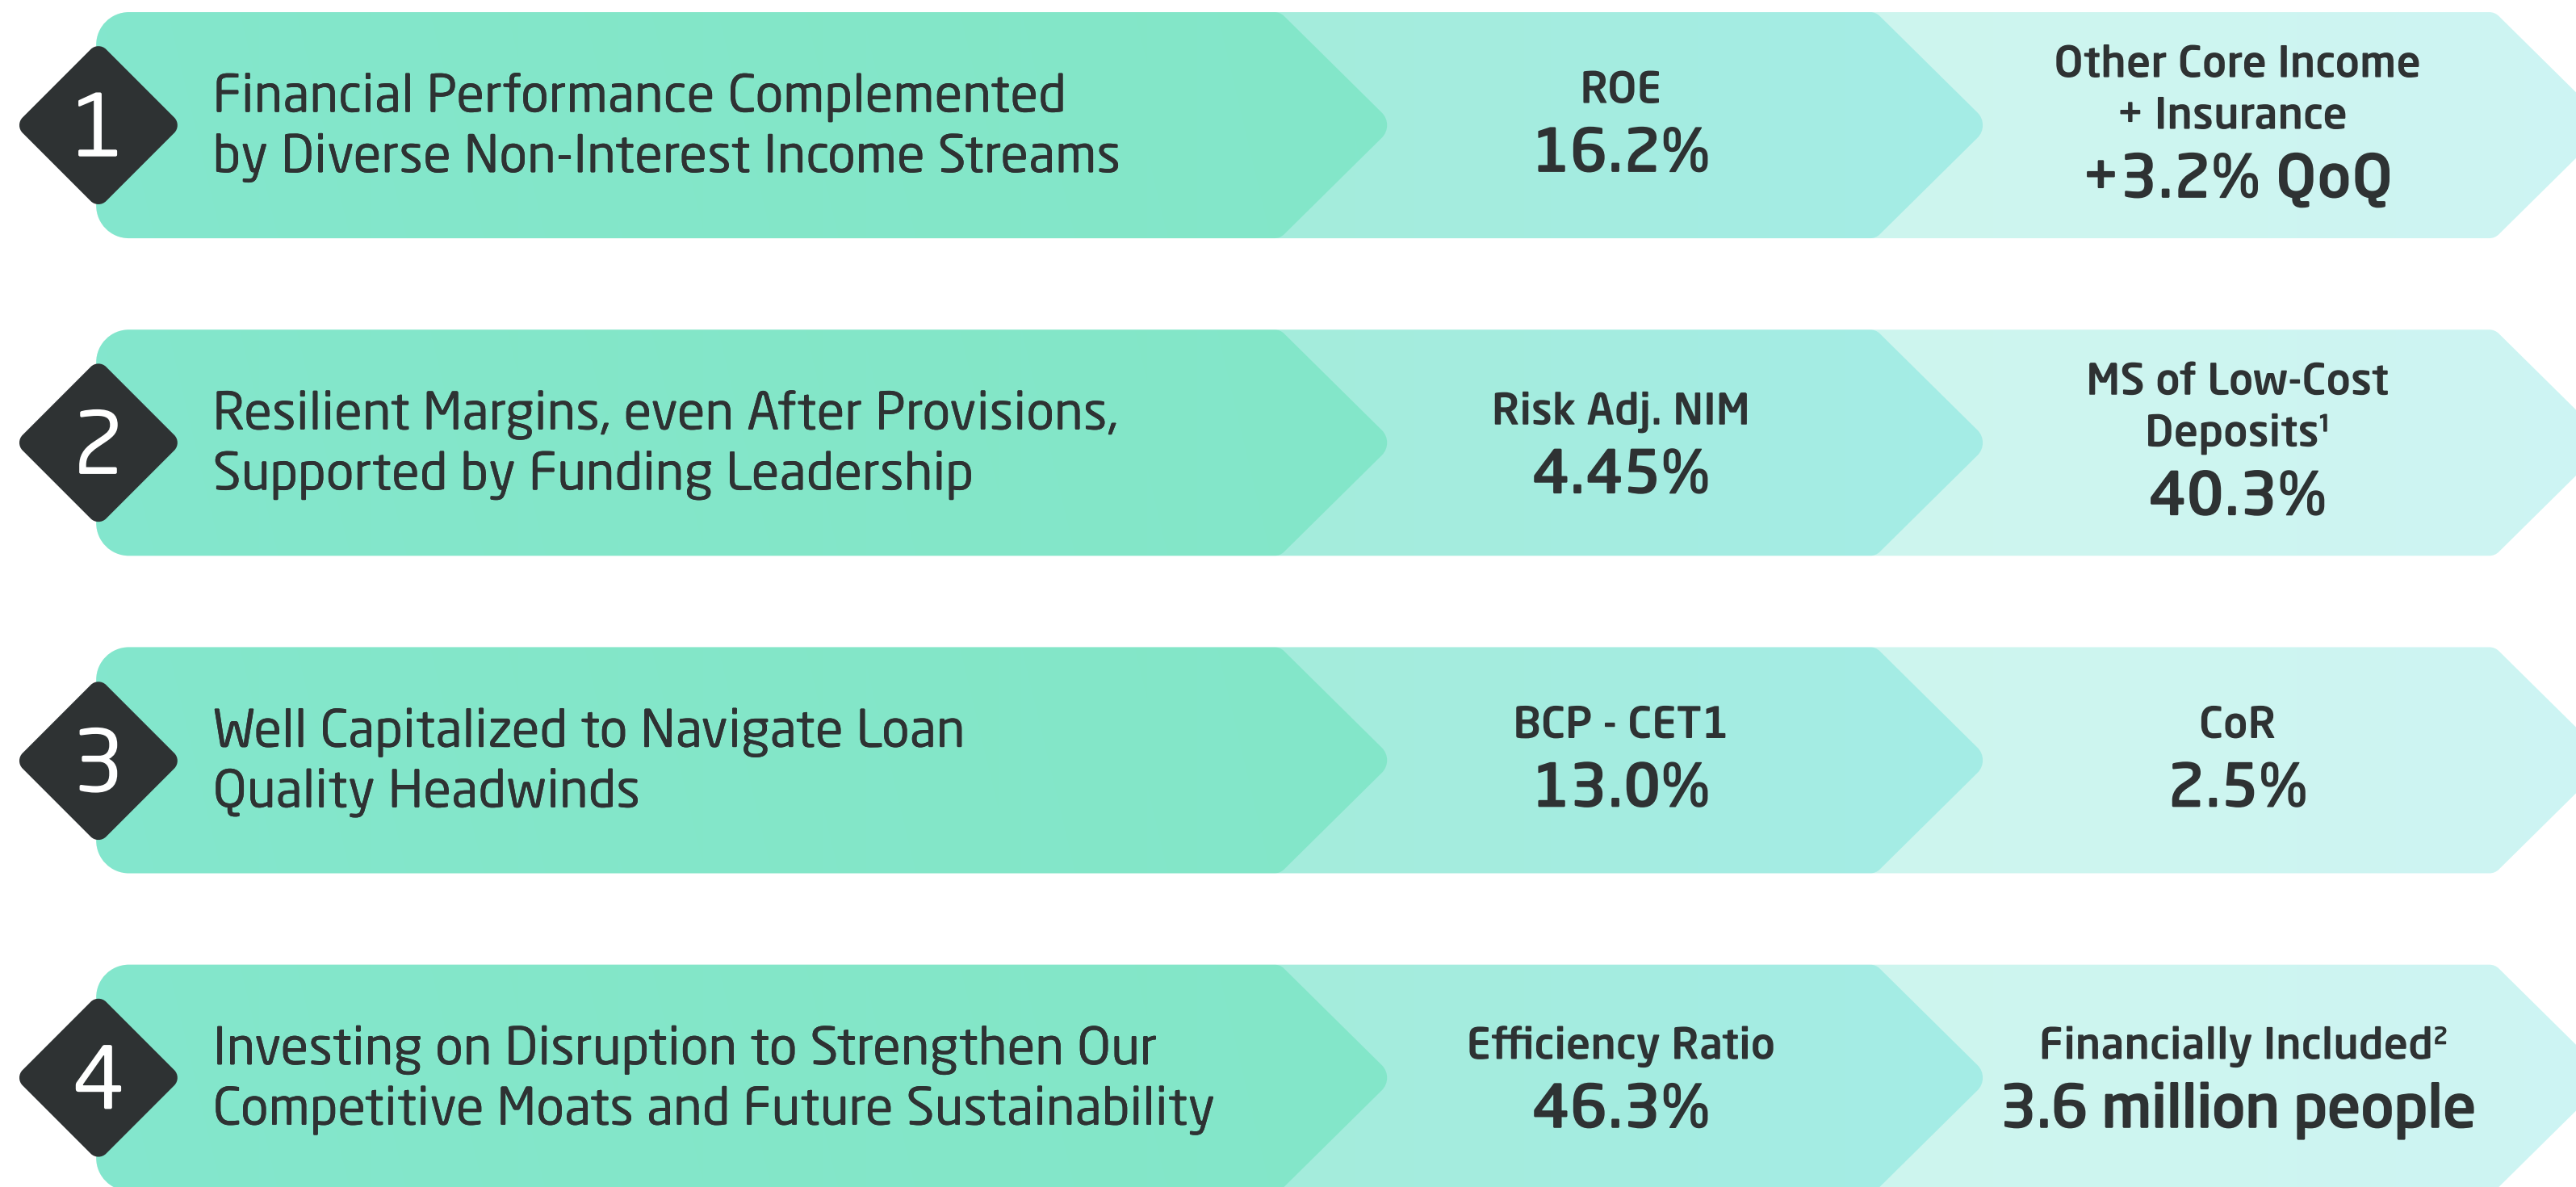 1
Financial Performance Complemented
by Diverse Non-Interest Income Streams
ROE
16.2%
Other Core Income
+ Insurance
+3.2% QoQ
2
Resilient Margins, even After Provisions,
Supported by Funding Leadership
Risk Adj. NIM
4.45%
MS of Low-Cost
Deposits¹
40.3%
3
Well Capitalized to Navigate Loan
Quality Headwinds
BCP - CET1
13.0%
CoR
2.5%
4
Investing on Disruption to Strengthen Our
Competitive Moats and Future Sustainability
Efficiency Ratio
46.3%
Financially Included²
3.6 million people